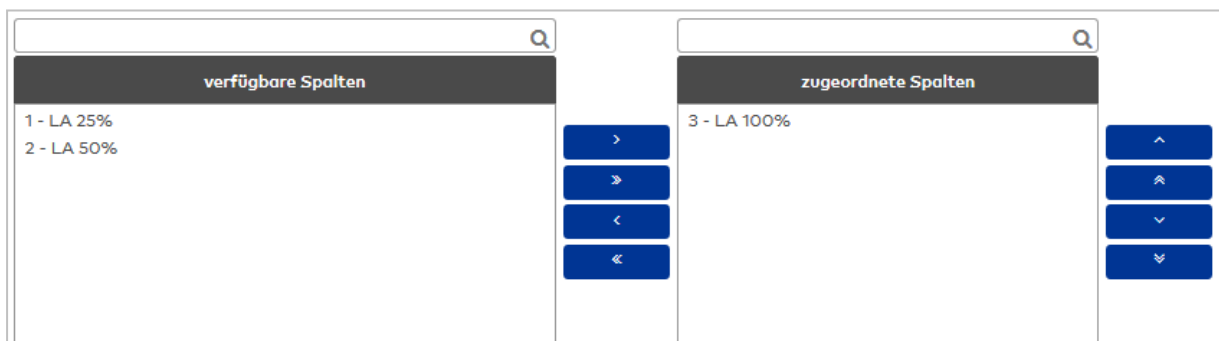 verfügbare Spalten
1 - LA 25%
2 - LA 50%
zugeordnete Spalten
3 - LA 100%